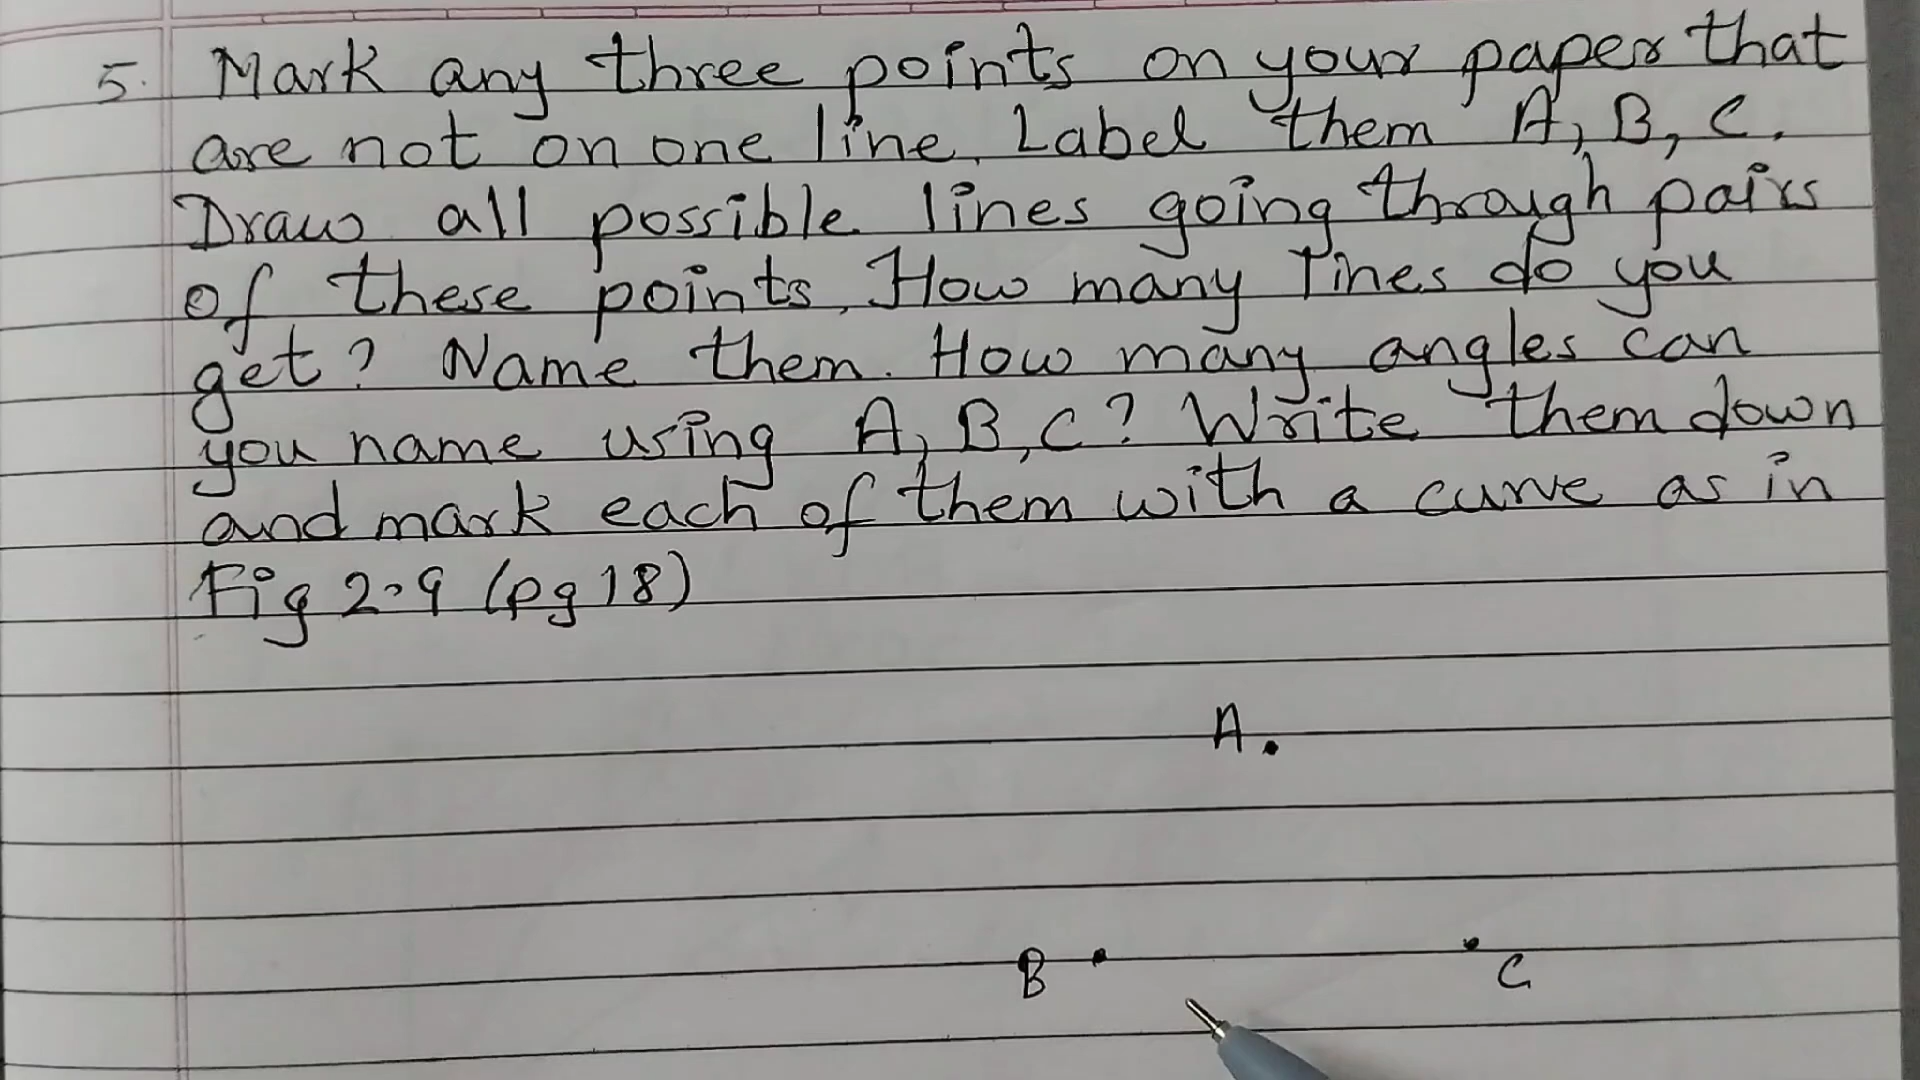 5. Mark any three points on your paper that
are not on one line. Label them A, B, C.
Draw all possible lines going through pairs
of these points. How many lines do you
get? Name them. How many angles can
you name using A, B, C? Write them down
and mark each of them with a curve as in
Fig 2.9 (pg 18)
A.
B
C